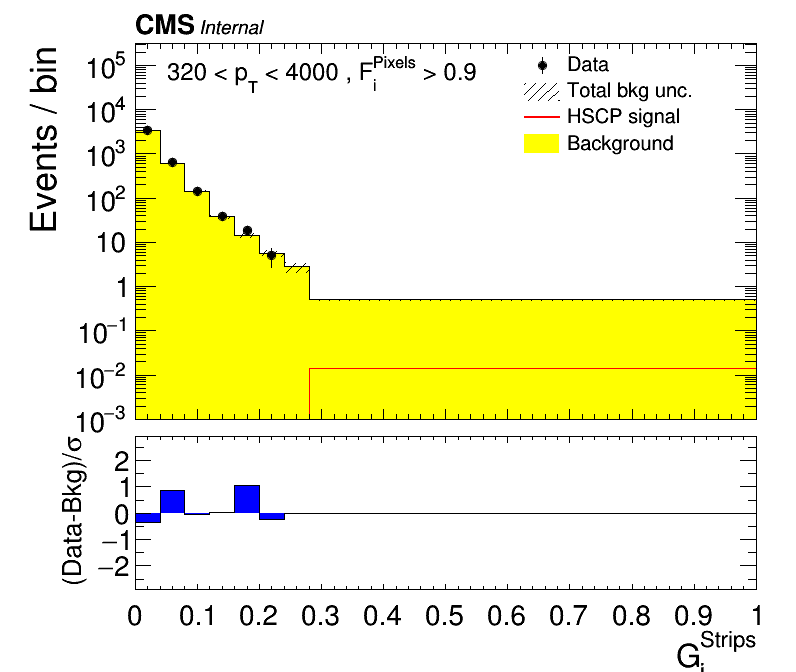 CMS Internal
320 < p_T < 4000 , F_i^Pixels > 0.9
Data
Total bkg unc.
HSCP signal
Background
Events / bin
10^5
10^4
10^3
10^2
10
1
10^−1
10^−2
10^−3
(Data-Bkg)/σ
2
1
0
−1
−2
0 0.1 0.2 0.3 0.4 0.5 0.6 0.7 0.8 0.9 1
G_i^Strips